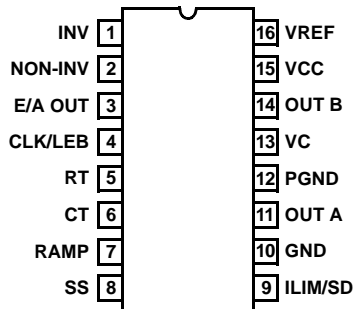 INV 1 16 VREF
NON-INV 2 15 VCC
E/A OUT 3 14 OUT B
CLK/LEB 4 13 VC
RT 5 12 PGND
CT 6 11 OUT A
RAMP 7 10 GND
SS 8 9 ILIM/SD